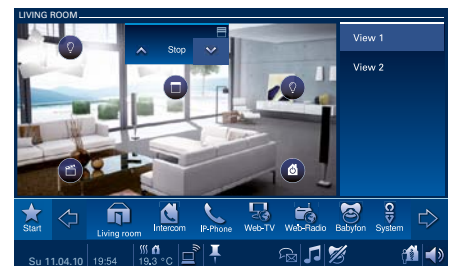 LIVING ROOM
Stop
View 1
View 2
Start
Living room
Intercom
IP-Phone
Web-TV
Web-Radio
Babyfon
System
Su 11.04.10 19:54 19.3 °C